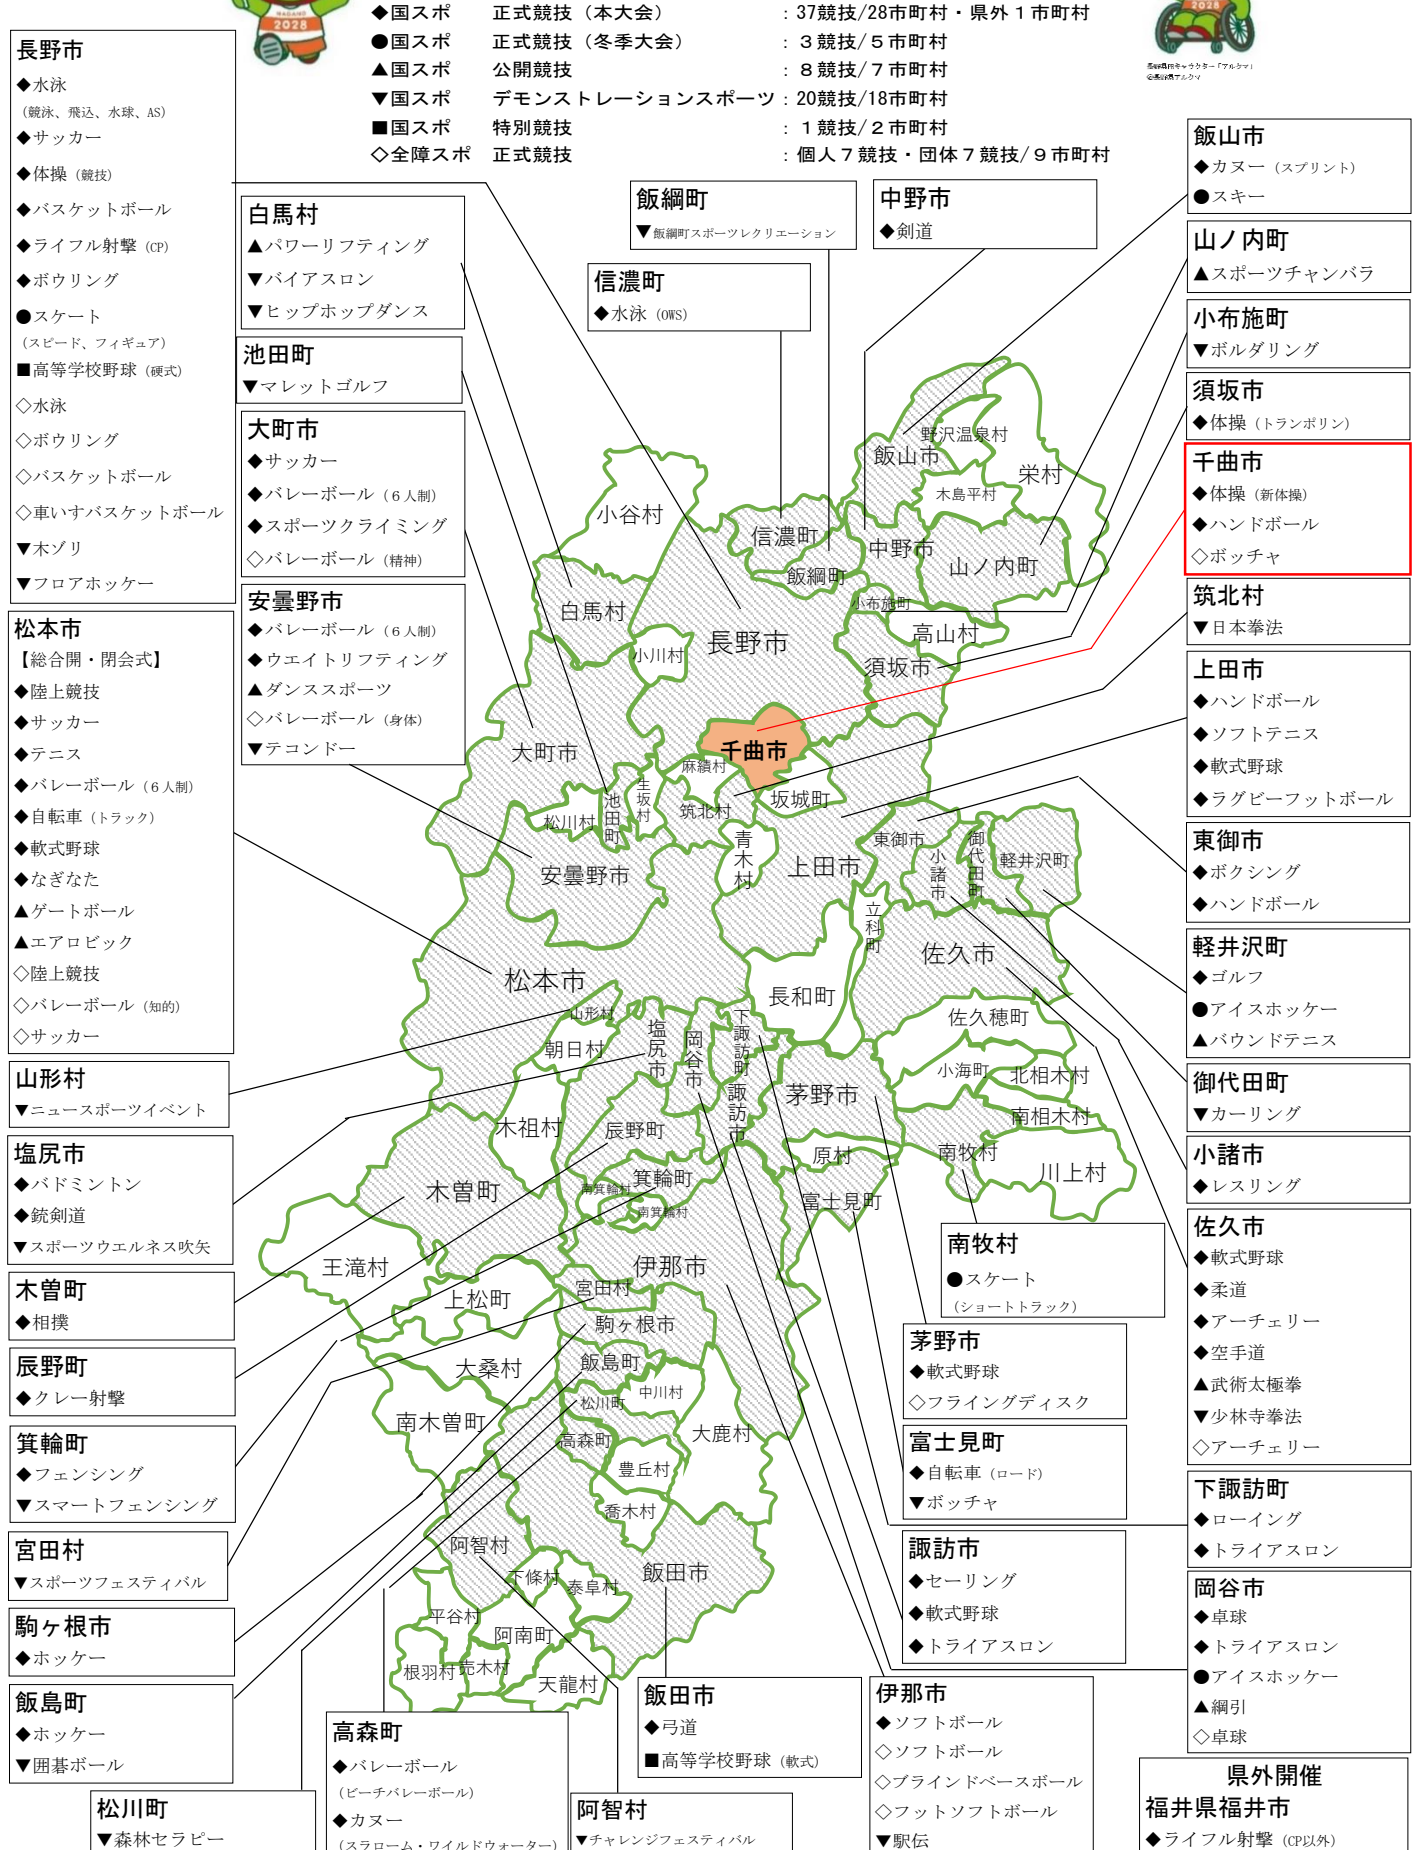 NAGANO
2028
◆国スポ　正式競技（本大会）　：37競技/28市町村・県外１市町村
●国スポ　正式競技（冬季大会）　：３競技/５市町村
▲国スポ　公開競技　：８競技/７市町村
▼国スポ　デモンストレーションスポーツ：20競技/18市町村
■国スポ　特別競技　：１競技/２市町村
◇全障スポ　正式競技　：個人７競技・団体７競技/９市町村
2028
長野県PRキャラクター「アルクマ」
©長野県アルクマ
長野市
◆水泳
（競泳、飛込、水球、AS）
◆サッカー
◆体操（競技）
◆バスケットボール
◆ライフル射撃（CP）
◆ボウリング
●スケート
（スピード、フィギュア）
■高等学校野球（硬式）
◇水泳
◇ボウリング
◇バスケットボール
◇車いすバスケットボール
▼木ゾリ
▼フロアホッケー
松本市
【総合開・閉会式】
◆陸上競技
◆サッカー
◆テニス
◆バレーボール（６人制）
◆自転車（トラック）
◆軟式野球
◆なぎなた
▲ゲートボール
▲エアロビック
◇陸上競技
◇バレーボール（知的）
◇サッカー
山形村
▼ニュースポーツイベント
塩尻市
◆バドミントン
◆銃剣道
▼スポーツウエルネス吹矢
木曽町
◆相撲
辰野町
◆クレー射撃
箕輪町
◆フェンシング
▼スマートフェンシング
宮田村
▼スポーツフェスティバル
駒ヶ根市
◆ホッケー
飯島町
◆ホッケー
▼囲碁ボール
松川町
▼森林セラピー
白馬村
▲パワーリフティング
▼バイアスロン
▼ヒップホップダンス
池田町
▼マレットゴルフ
大町市
◆サッカー
◆バレーボール（６人制）
◆スポーツクライミング
◇バレーボール（精神）
安曇野市
◆バレーボール（６人制）
◆ウエイトリフティング
▲ダンススポーツ
◇バレーボール（身体）
▼テコンドー
飯綱町
▼飯綱町スポーツレクリエーション
信濃町
◆水泳（OWS）
中野市
◆剣道
飯山市
◆カヌー（スプリント）
●スキー
山ノ内町
▲スポーツチャンバラ
小布施町
▼ボルダリング
須坂市
◆体操（トランポリン）
千曲市
◆体操（新体操）
◆ハンドボール
◇ボッチャ
筑北村
▼日本拳法
上田市
◆ハンドボール
◆ソフトテニス
◆軟式野球
◆ラグビーフットボール
東御市
◆ボクシング
◆ハンドボール
軽井沢町
◆ゴルフ
●アイスホッケー
▲バウンドテニス
御代田町
▼カーリング
小諸市
◆レスリング
佐久市
◆軟式野球
◆柔道
◆アーチェリー
◆空手道
▲武術太極拳
▼少林寺拳法
◇アーチェリー
下諏訪町
◆ローイング
◆トライアスロン
岡谷市
◆卓球
◆トライアスロン
●アイスホッケー
▲綱引
◇卓球
県外開催
福井県福井市
◆ライフル射撃（CP以外）
南牧村
●スケート
（ショートトラック）
茅野市
◆軟式野球
◇フライングディスク
富士見町
◆自転車（ロード）
▼ボッチャ
諏訪市
◆セーリング
◆軟式野球
◆トライアスロン
伊那市
◆ソフトボール
◇ソフトボール
◇ブラインドベースボール
◇フットソフトボール
▼駅伝
飯田市
◆弓道
■高等学校野球（軟式）
高森町
◆バレーボール
（ビーチバレーボール）
◆カヌー
（スラローム・ワイルドウォーター）
阿智村
▼チャレンジフェスティバル
野沢温泉村
飯山市
栄村
木島平村
小谷村
信濃町
中野市
山ノ内町
飯綱町
白馬村
小布施町
高山村
長野市
小川村
須坂市
大町市
千曲市
麻績村
坂城町
生坂村
池田町
松川村
筑北村
青木村
東御市
御代田町
小諸市
軽井沢町
安曇野市
上田市
立科町
佐久市
松本市
長和町
山形村
朝日村
塩尻市
岡谷市
下諏訪町
諏訪市
佐久穂町
小海町
北相木村
南相木村
茅野市
木祖村
辰野町
原村
南牧村
川上村
木曽町
箕輪町
南箕輪村
南箕輪村
富士見町
王滝村
伊那市
上松町
宮田村
駒ヶ根市
大桑村
飯島町
中川村
松川町
南木曽町
高森町
大鹿村
豊丘村
喬木村
阿智村
飯田市
下條村
泰阜村
平谷村
阿南町
根羽村
売木村
天龍村